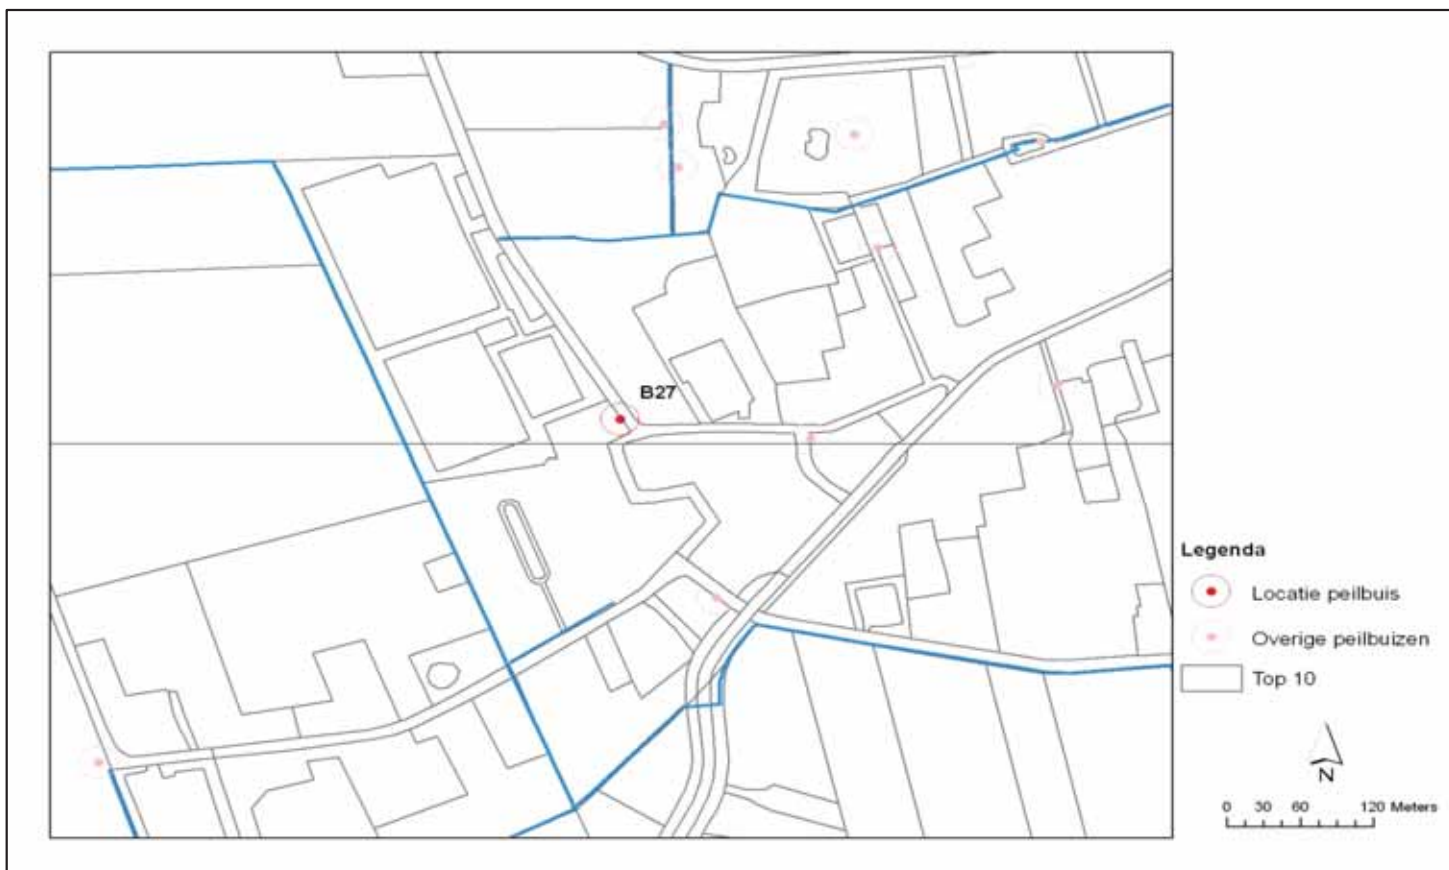 B27
Legenda
Locatie peilbuis
Overige peilbuizen
Top 10
N
0 30 60 120 Meters